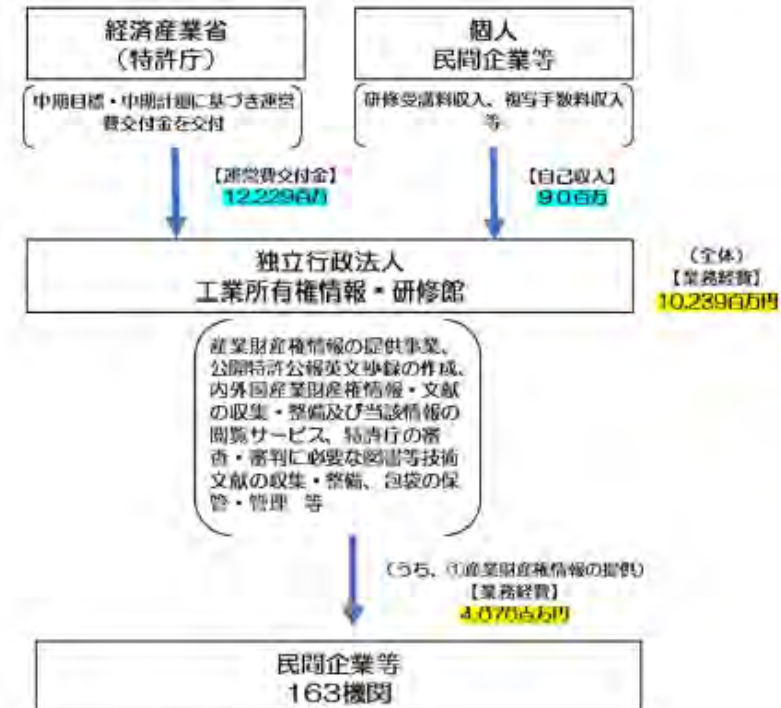 経済産業省
（特許庁）
個人
民間企業等
中期目標・中期計画に基づき運営
費交付金を交付
研修受講料収入、複写手数料収入
等
【運営費交付金】
12,229百万
【自己収入】
90百万
独立行政法人
工業所有権情報・研修館
（全体）
【業務経費】
10,239百万円
産業財産権情報の提供事業、
公開特許公報英文抄録の作成、
内外国産業財産権情報・文献
の収集・整備及び当該情報の
閲覧サービス、特許庁の審
査・審判に必要な図書等技術
文献の収集・整備、包袋の保
管・管理　等
（うち、①産業財産権情報の提供）
【業務経費】
百万円
民間企業等
163機関